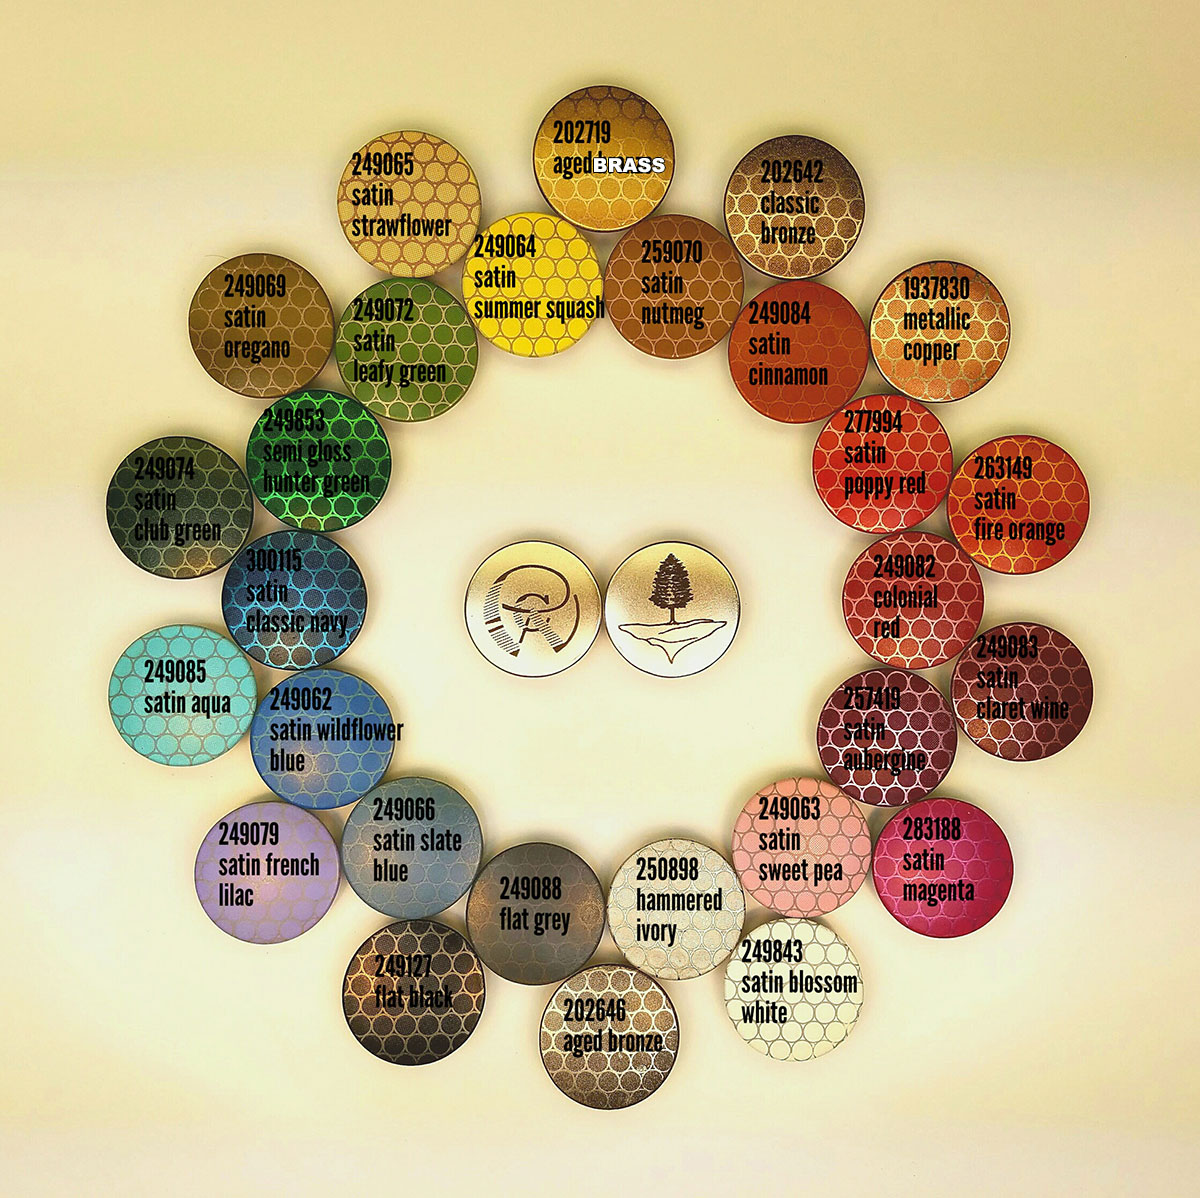 202719
aged BRASS
249065
satin
strawflower
202642
classic
bronze
249064
satin
summer squash
259070
satin
nutmeg
249069
satin
oregano
249072
satin
leafy green
249084
satin
cinnamon
1937830
metallic
copper
249853
semi gloss
hunter green
277994
satin
poppy red
249074
satin
club green
263149
satin
fire orange
300115
satin
classic navy
249082
colonial
red
249085
satin aqua
249083
satin
claret wine
249062
satin wildflower
blue
257419
satin
aubergine
249079
satin french
lilac
249066
satin slate
blue
249063
satin
sweet pea
283188
satin
magenta
249088
flat grey
250898
hammered
ivory
249127
flat black
202646
aged bronze
249843
satin blossom
white